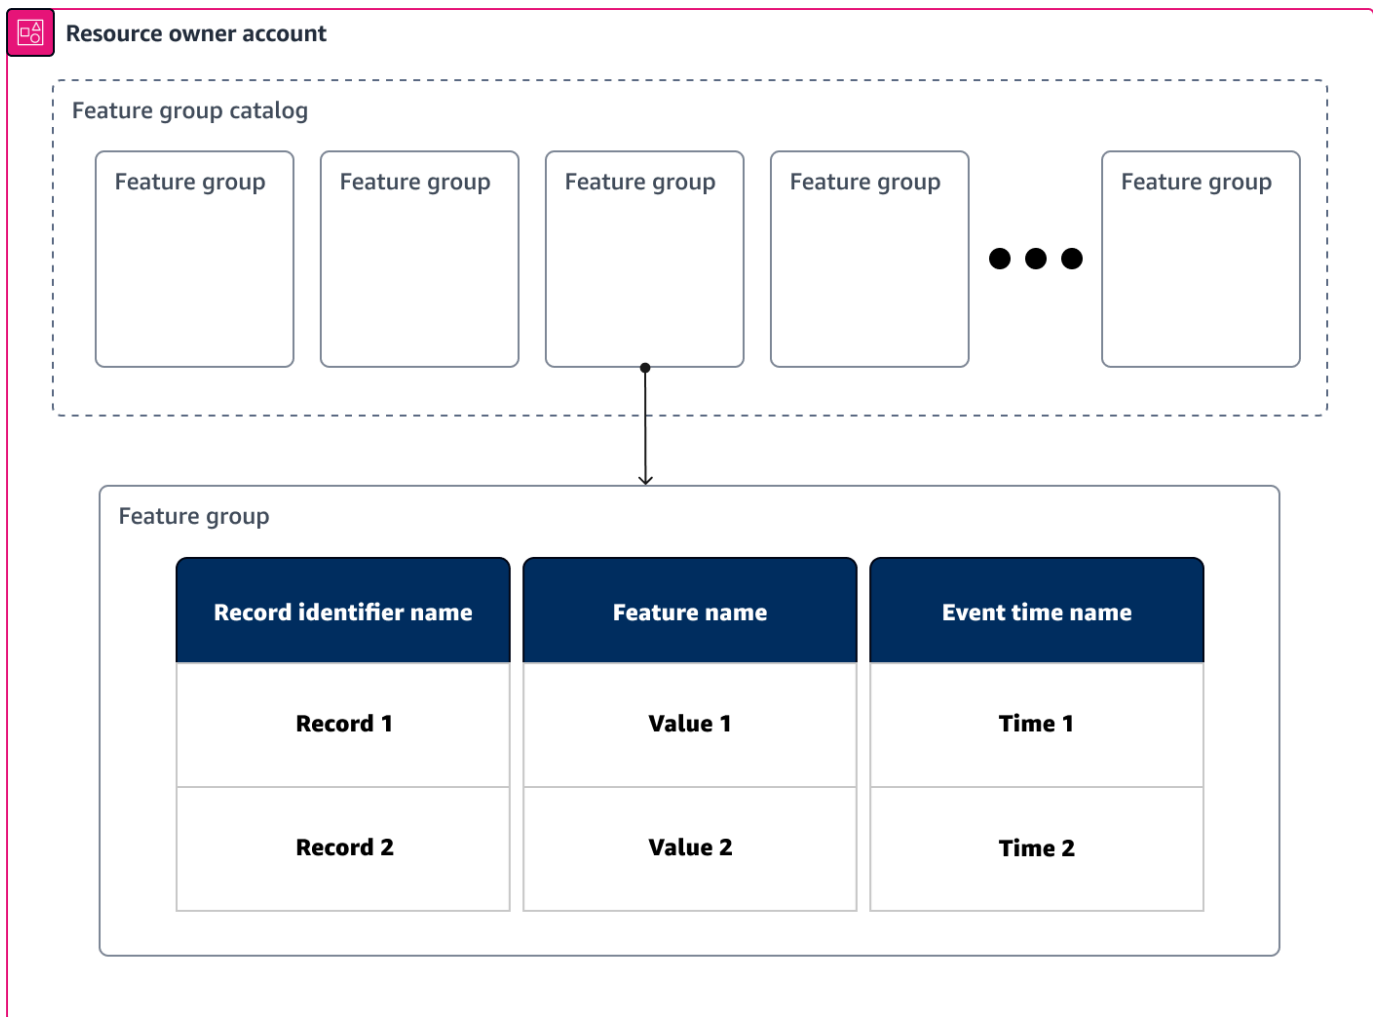 Resource owner account
Feature group catalog
Feature group
Feature group
Feature group
Feature group
Feature group
Feature group
Record identifier name
Feature name
Event time name
Record 1
Value 1
Time 1
Record 2
Value 2
Time 2